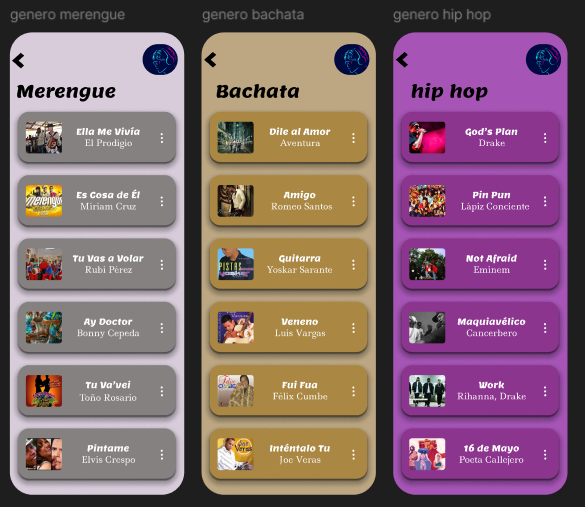 genero merengue
Merengue
Ella Me Vivía
El Prodigio
Es Cosa de Él
Miriam Cruz
Tu Vas a Volar
Rubi Pérez
Ay Doctor
Bonny Cepeda
Tu Va'vei
Toño Rosario
Pintame
Elvis Crespo
genero bachata
Bachata
Dile al Amor
Aventura
Amigo
Romeo Santos
Guitarra
Yoskar Sarante
Veneno
Luis Vargas
Fui Fua
Félix Cumbe
Inténtalo Tu
Joe Veras
genero hip hop
hip hop
God's Plan
Drake
Pin Pun
Lápiz Conciente
Not Afraid
Eminem
Maquiavélico
Cancerbero
Work
Rihanna, Drake
16 de Mayo
Poeta Callejero